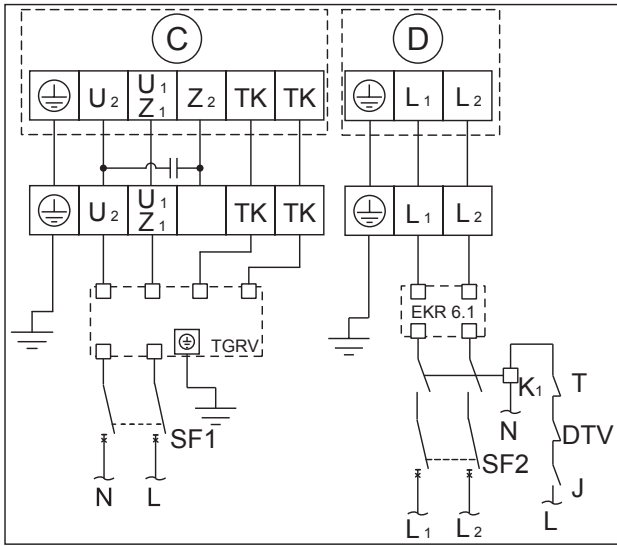 C D
U2 U1 Z1 Z2 TK TK L1 L2
U2 U1 Z1 TK TK L1 L2
EKR 6.1
TGRV
K1 T
N
SF1 DTV
SF2
J
N L L1 L2 L